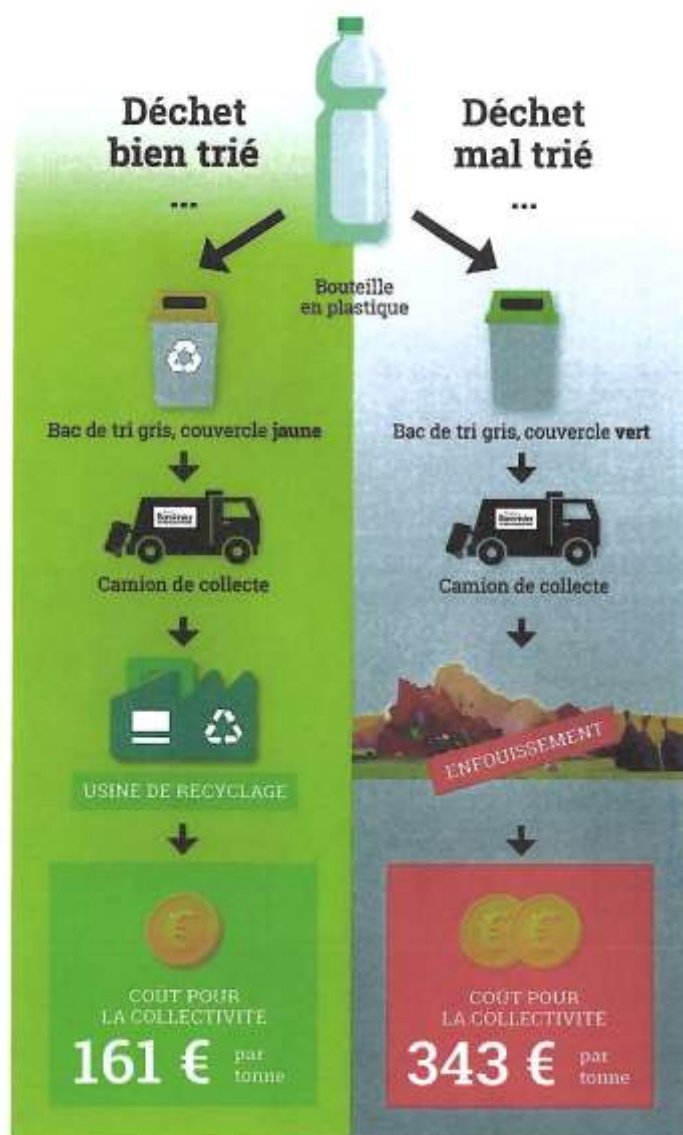 Déchet
bien trié
...
Déchet
mal trié
...
Bouteille
en plastique
Bac de tri gris, couvercle jaune
Camion de collecte
USINE DE RECYCLAGE
COÛT POUR
LA COLLECTIVITE
161 € par
tonne
Bac de tri gris, couvercle vert
Camion de collecte
ENFOUISSEMENT
COÛT POUR
LA COLLECTIVITE
343 € par
tonne